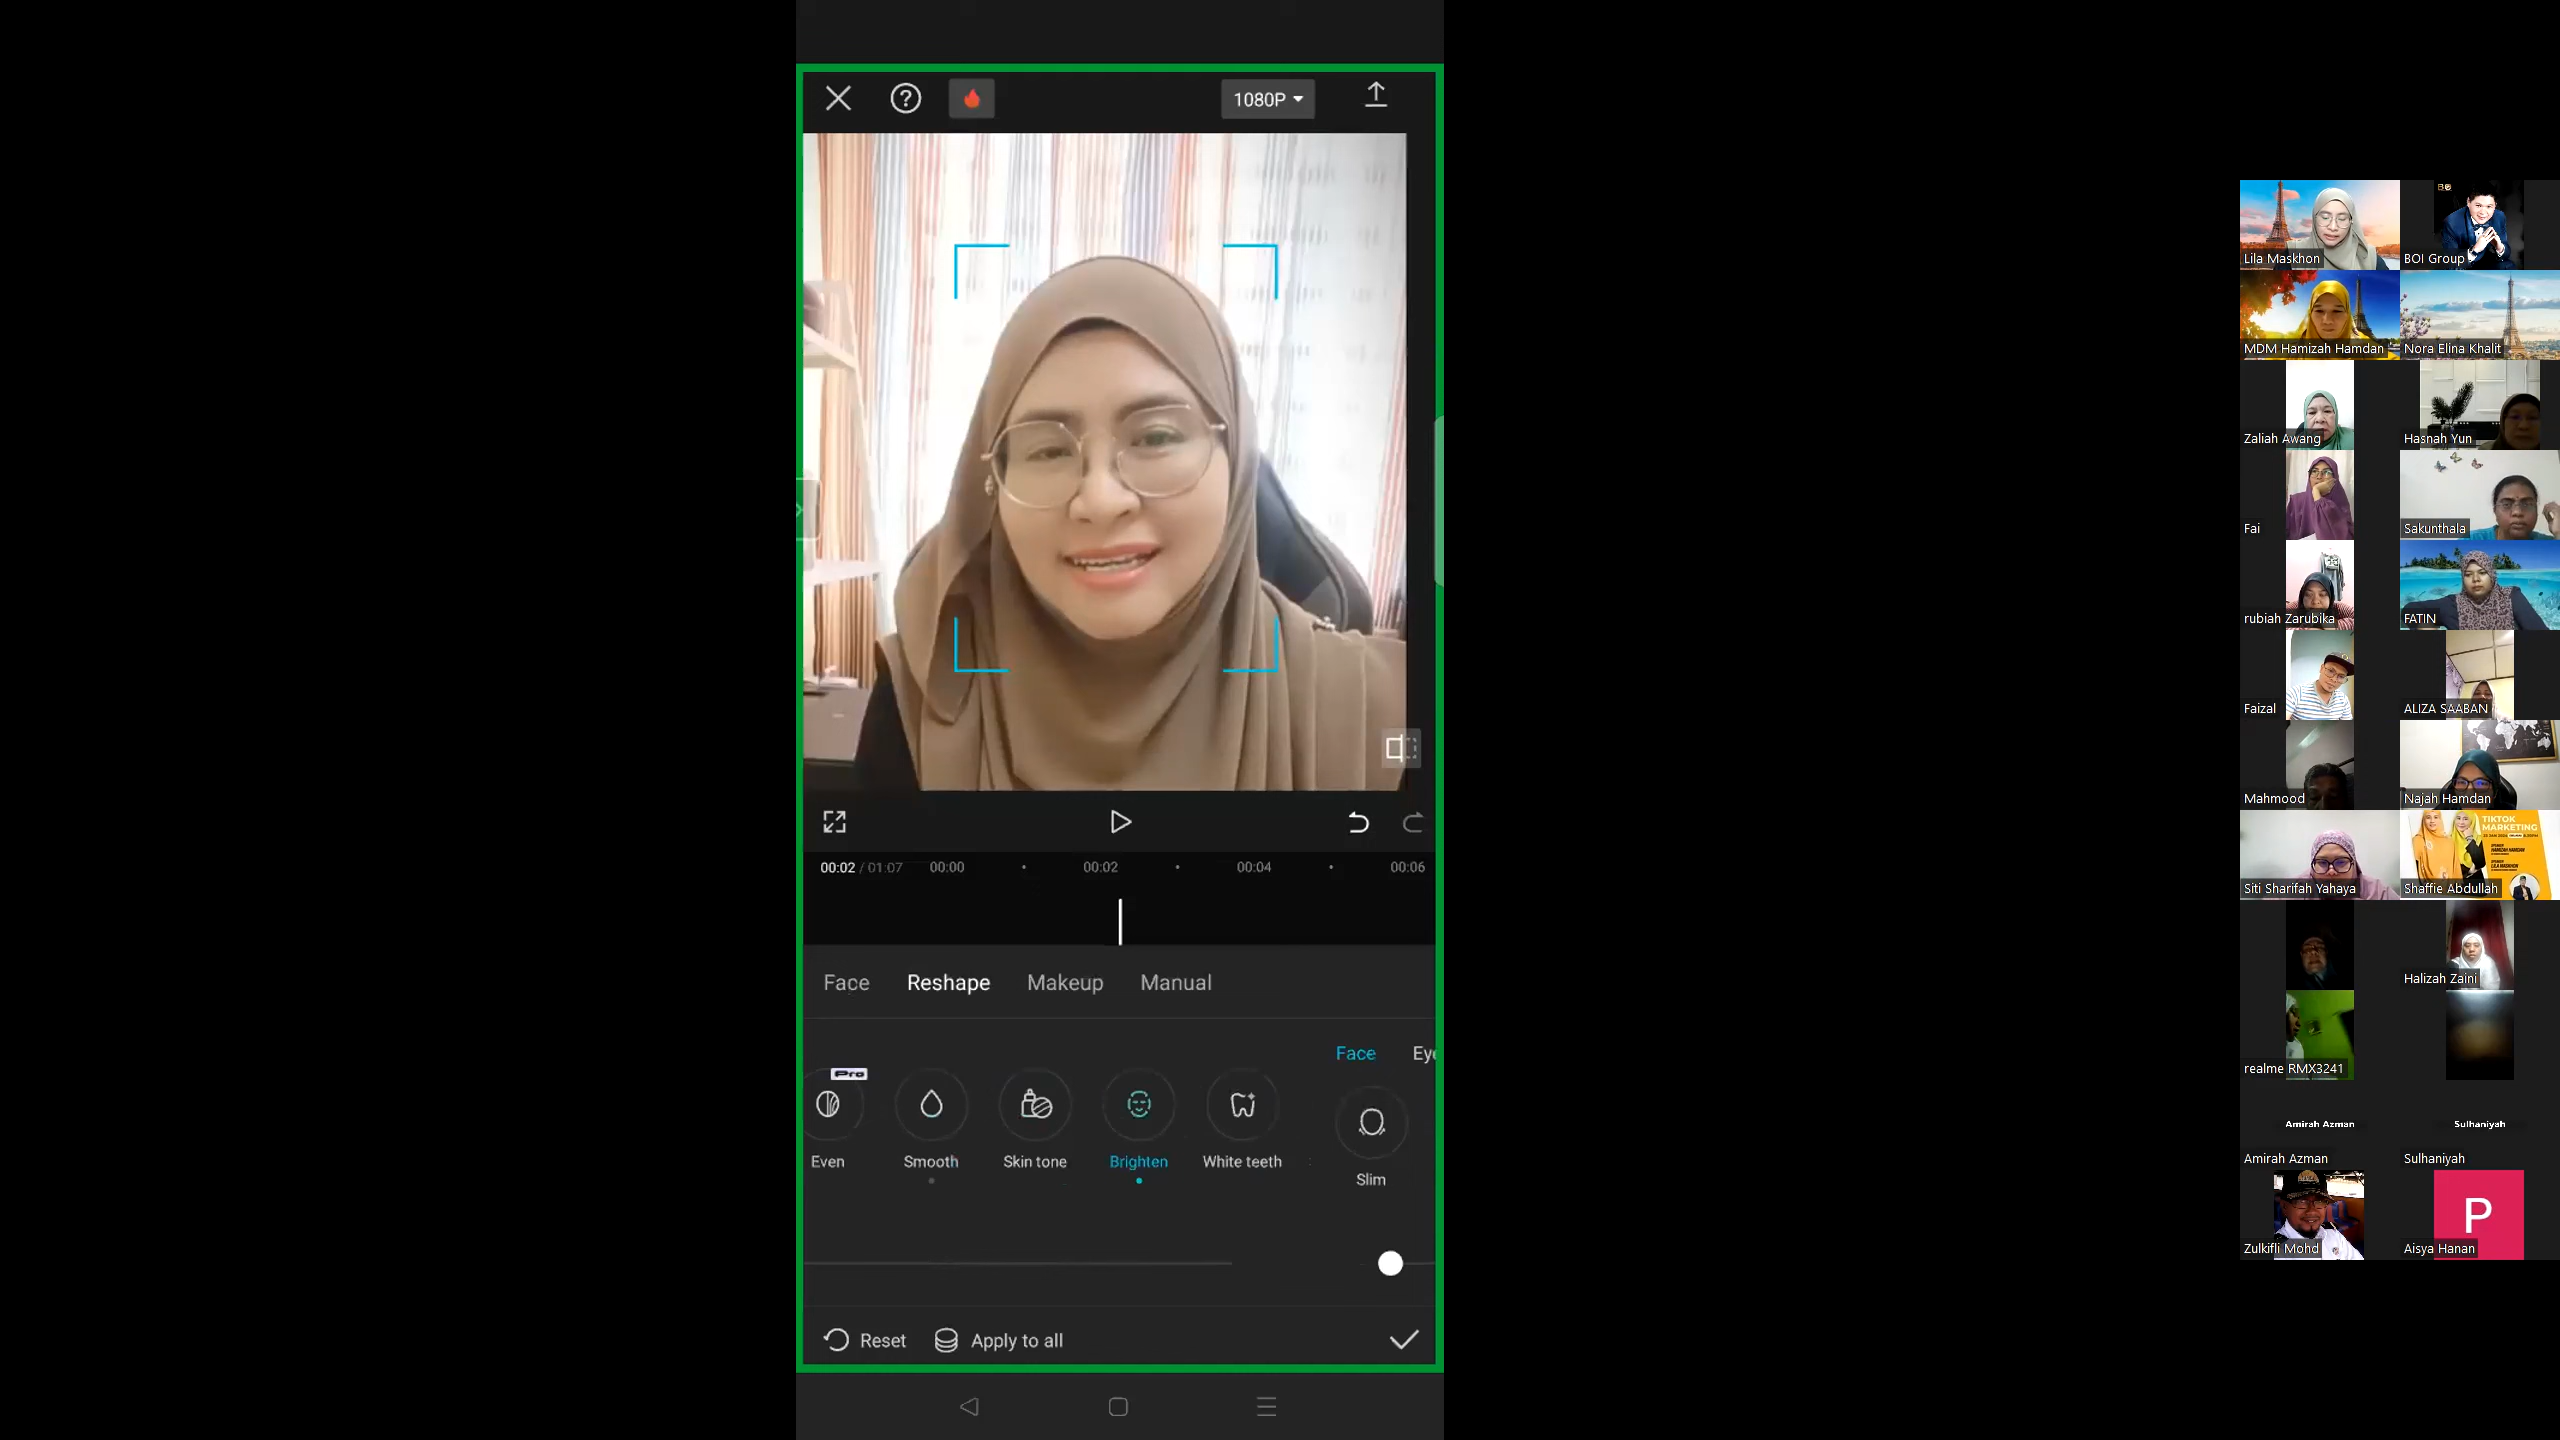 1080P
00:02 / 01:07 00:00 00:02 00:04 00:06
Face Reshape Makeup Manual
Face Eye
Pro
Even Smooth Skin tone Brighten White teeth
Slim
Reset Apply to all
Lila Maskhon BOI Group
MDM Hamizah Hamdan Nora Elina Khalit
Zaliah Awang Hasnah Yun
Fai Sakunthala
rubiah Zarubika FATIN
Faizal ALIZA SAABAN
Mahmood Najah Hamdan
TIKTOK
MARKETING
Siti Sharifah Yahaya Shaffie Abdullah
Halizah Zaini
realme RMX3241
Amirah Azman Sulhaniyah
Amirah Azman Sulhaniyah
P
Zulkifli Mohd Aisya Hanan